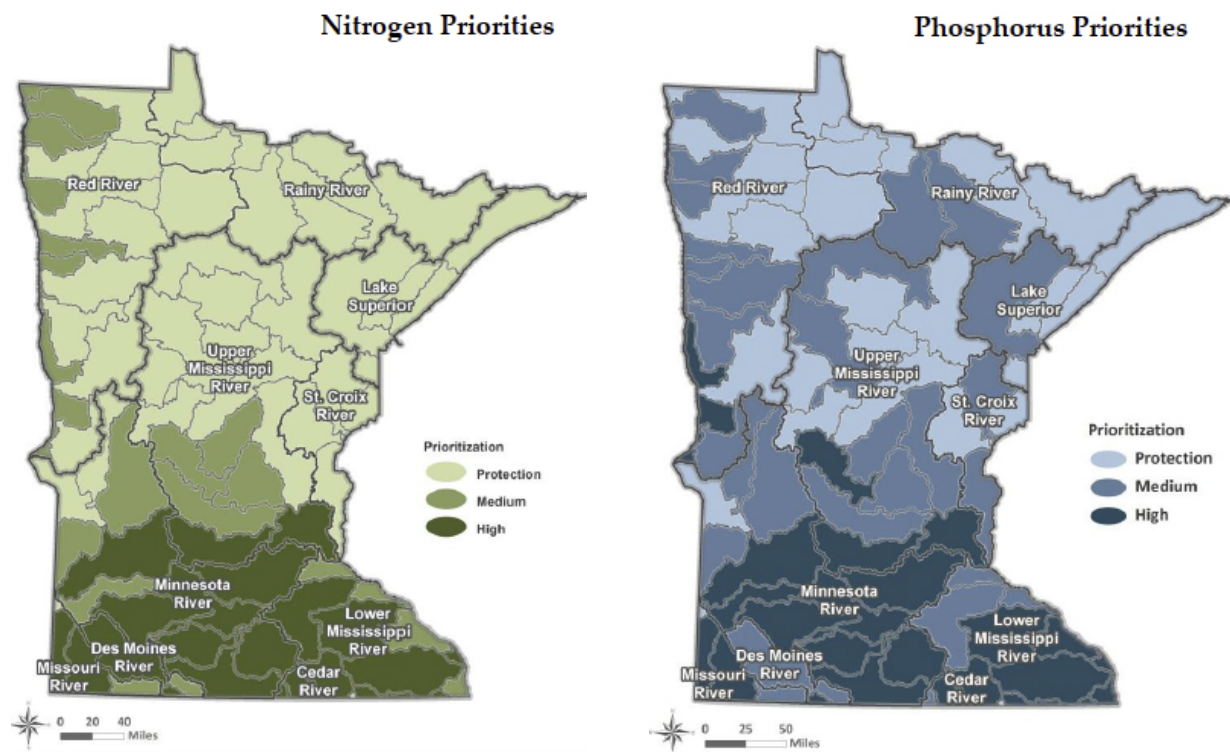 Nitrogen Priorities
Red River
Rainy River
Lake
Superior
Upper
Mississippi
River
St. Croix
River
Prioritization
Protection
Medium
High
Minnesota
River
Lower
Mississippi
River
Des Moines
River
Missouri
River
Cedar
River
0 20 40
Miles
Phosphorus Priorities
Red River
Rainy River
Lake
Superior
Upper
Mississippi
River
St. Croix
River
Prioritization
Protection
Medium
High
Minnesota
River
Lower
Mississippi
River
Des Moines
River
Missouri
River
Cedar
River
0 25 50
Miles